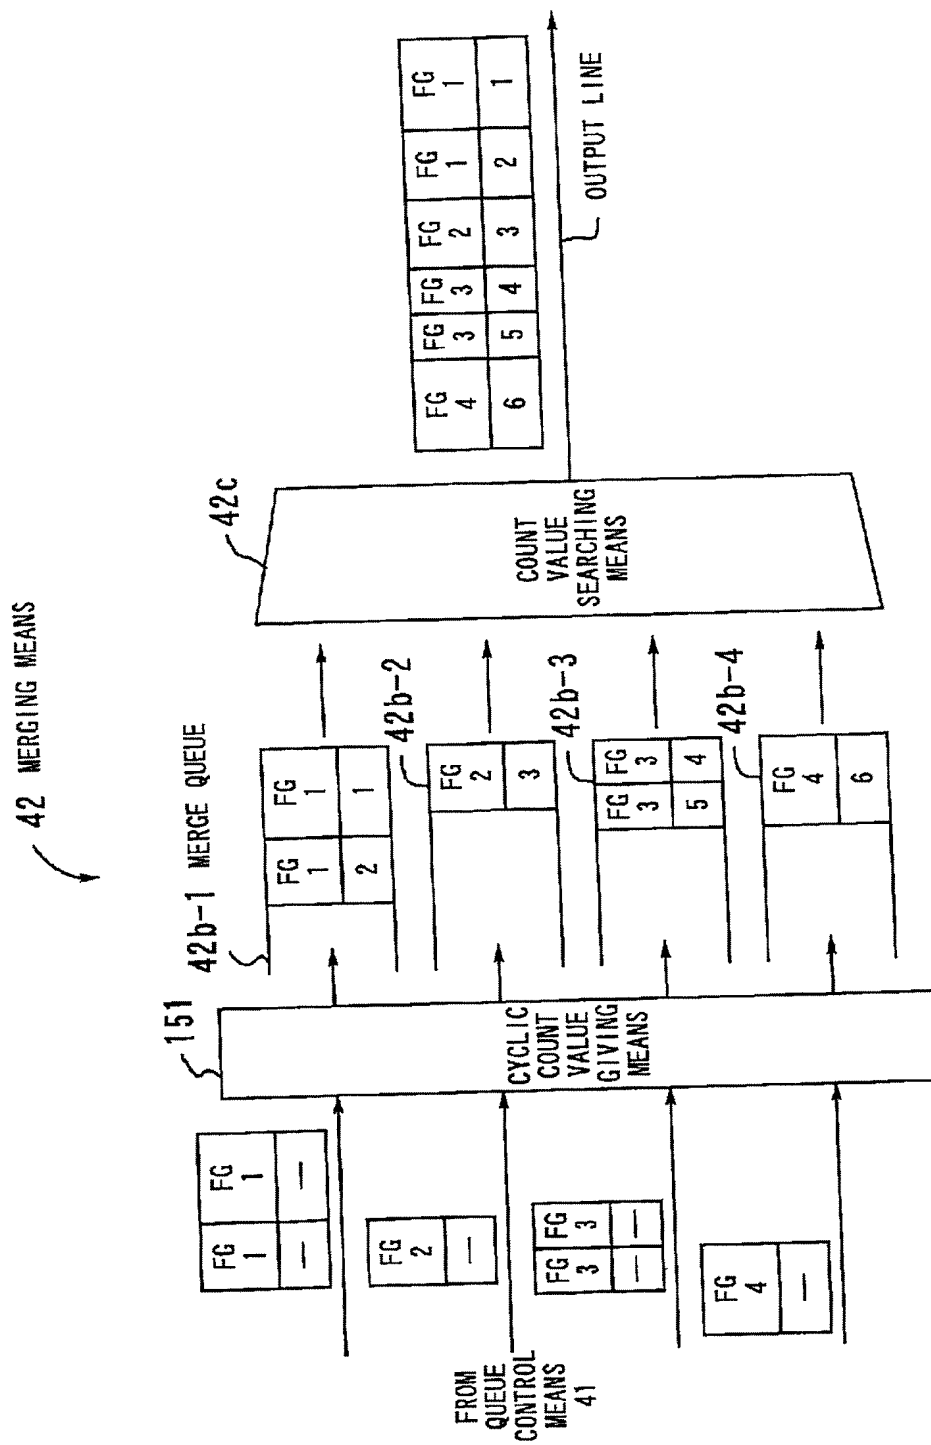 42 MERGING MEANS
FROM
QUEUE
CONTROL
MEANS
41
FG
1
—
FG
1
—
FG
2
—
FG
3
—
FG
3
—
FG
4
—
151
CYCLIC
COUNT
VALUE
GIVING
MEANS
42b-1 MERGE QUEUE
FG
1
2
FG
1
1
42b-2
FG
2
3
42b-3
FG
3
5
FG
3
4
42b-4
FG
4
6
42c
COUNT
VALUE
SEARCHING
MEANS
FG
4
6
FG
3
5
FG
3
4
FG
2
3
FG
1
2
FG
1
1
OUTPUT LINE